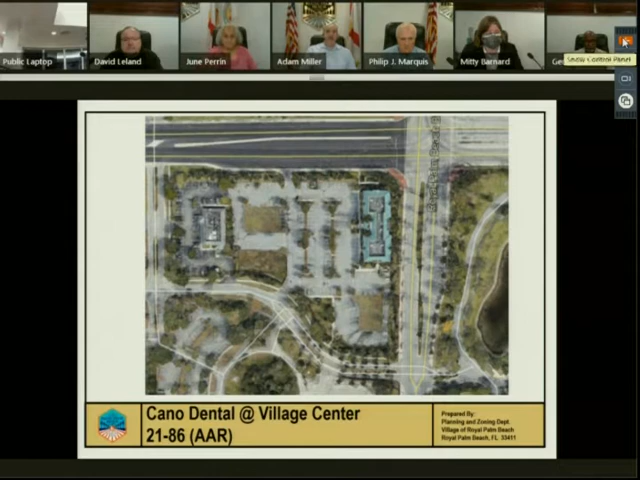 Public Laptop
David Leland
June Perrin
Adam Miller
Philip J. Marquis
Mitty Barnard
Show Control Panel
Cano Dental @ Village Center
21-86 (AAR)
Prepared By:
Planning and Zoning Dept.
Village of Royal Palm Beach
Royal Palm Beach, FL 33411